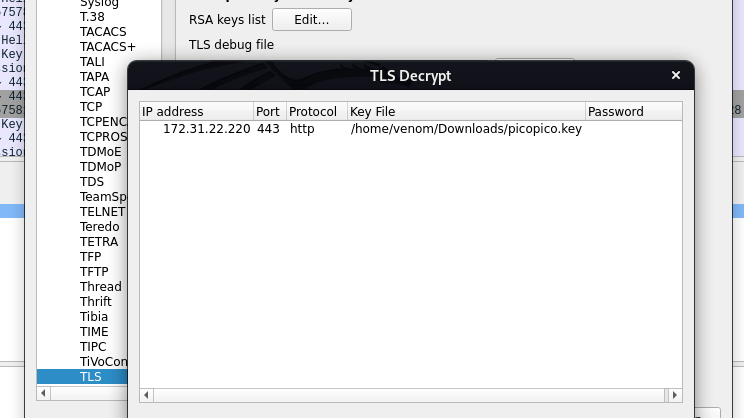 Syslog
T.38
TACACS
TACACS+
TALI
TAPA
TCAP
TCP
TCPENC
TCPROS
TDMoE
TDMoP
TDS
TELNET
Teredo
TETRA
TFP
TFTP
Thread
Thrift
Tibia
TIME
TIPC
TLS
RSA keys list Edit...
TLS debug file
TLS Decrypt
IP address Port Protocol Key File Password
172.31.22.220 443 http /home/venom/Downloads/picopico.key